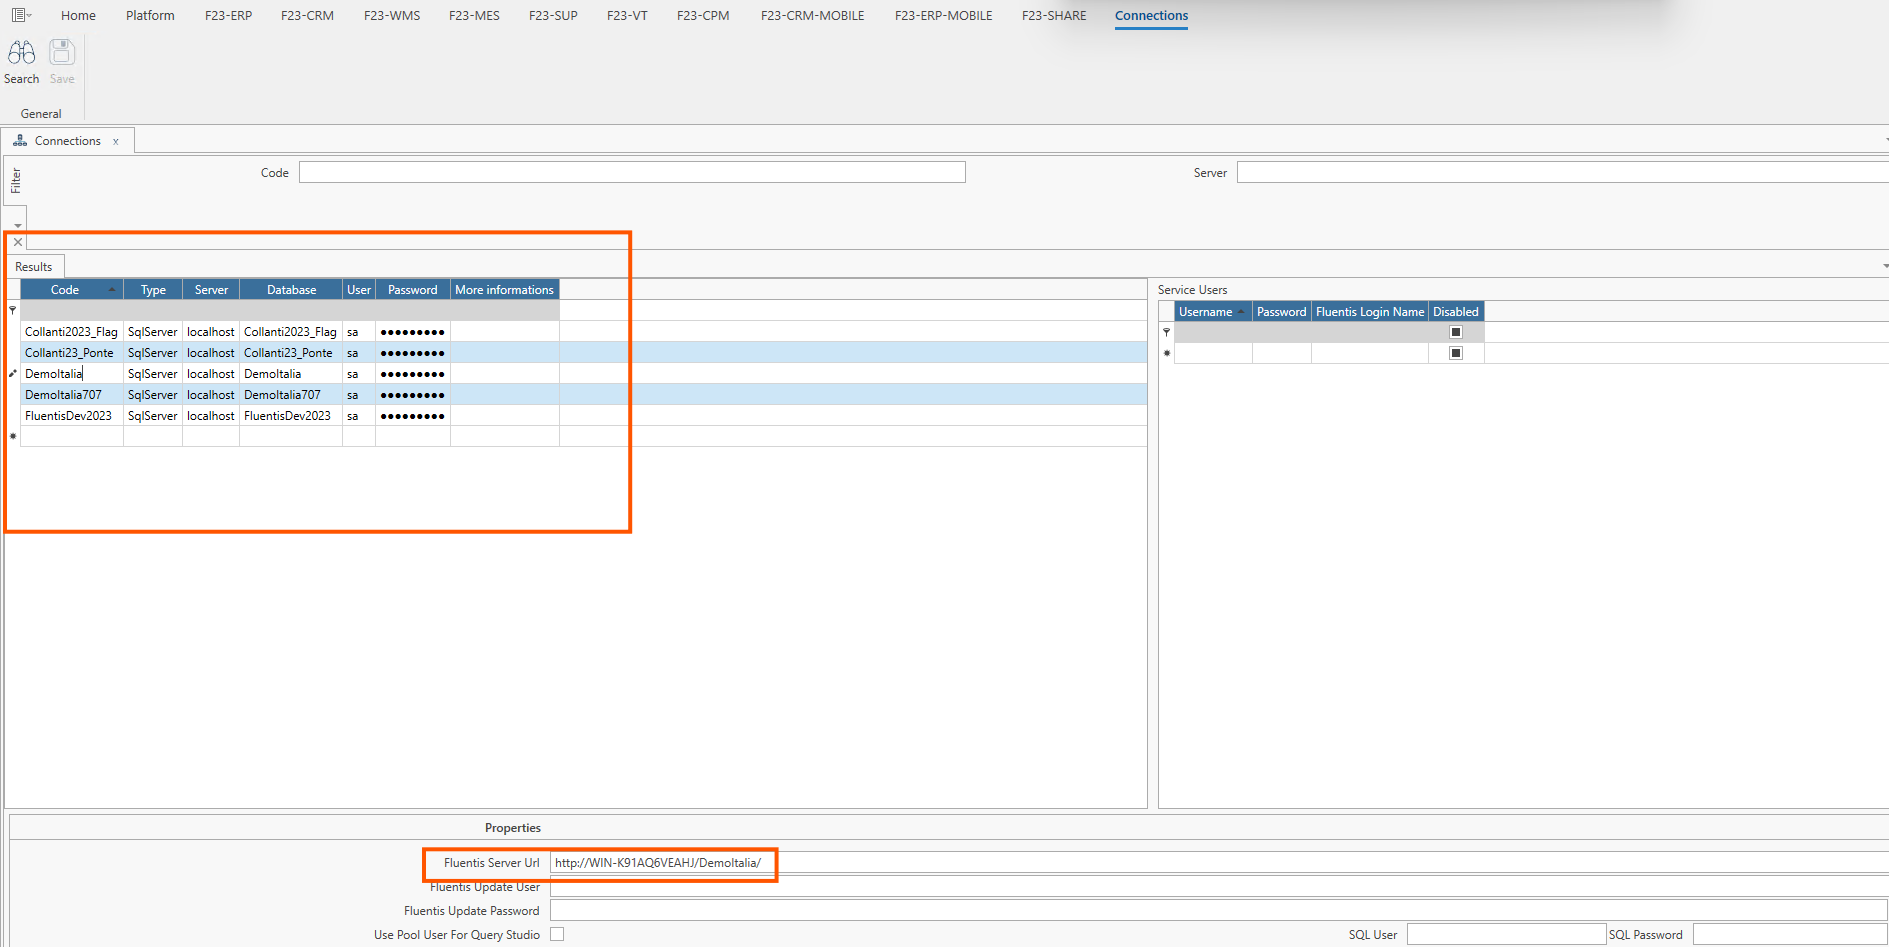 Home Platform F23-ERP F23-CRM F23-WMS F23-MES F23-SUP F23-VT F23-CPM F23-CRM-MOBILE F23-ERP-MOBILE F23-SHARE Connections
Search Save
General
Connections x
Filter
Code Server
Results
Code Type Server Database User Password More informations
Collanti2023_Flag SqlServer localhost Collanti2023_Flag sa ●●●●●●●●●
Collanti23_Ponte SqlServer localhost Collanti23_Ponte sa ●●●●●●●●●
DemoItalia SqlServer localhost DemoItalia sa ●●●●●●●●●
DemoItalia707 SqlServer localhost DemoItalia707 sa ●●●●●●●●●
FluentisDev2023 SqlServer localhost FluentisDev2023 sa ●●●●●●●●●
Service Users
Username Password Fluentis Login Name Disabled
Properties
Fluentis Server Url http://WIN-K91AQ6VEAHJ/DemoItalia/
Fluentis Update User
Fluentis Update Password
Use Pool User For Query Studio SQL User SQL Password